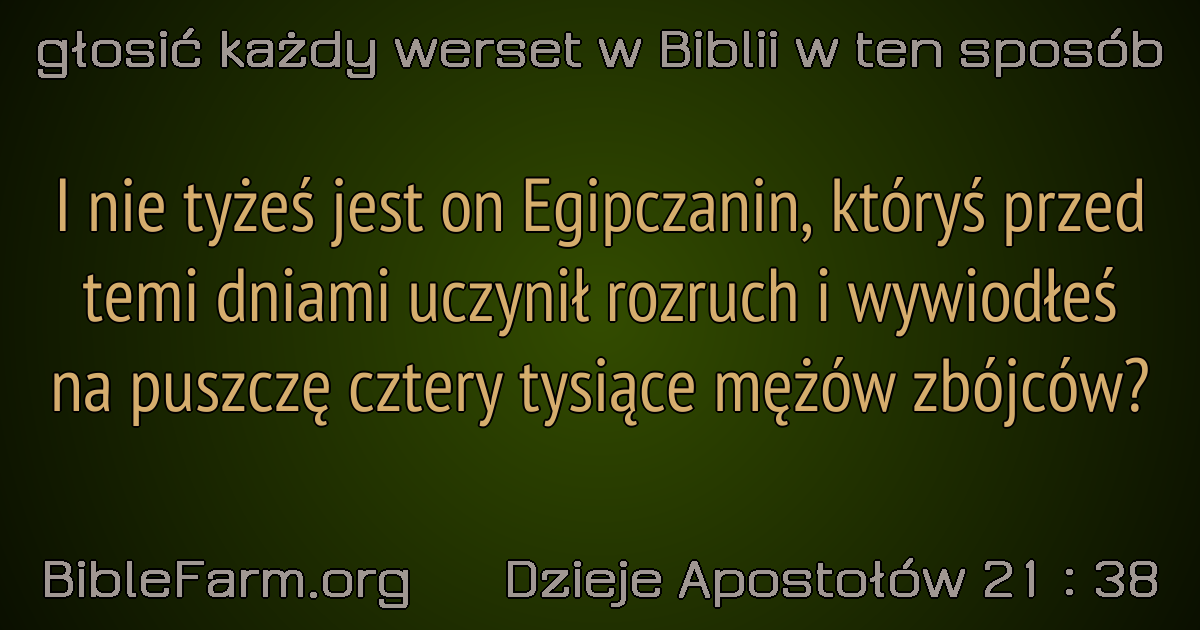 głosić każdy werset w Biblii w ten sposób
I nie tyżeś jest on Egipczanin, któryś przed
temi dniami uczynił rozruch i wywiodłeś
na puszczę cztery tysiące mężów zbójców?
BibleFarm.org
Dzieje Apostołów 21 : 38